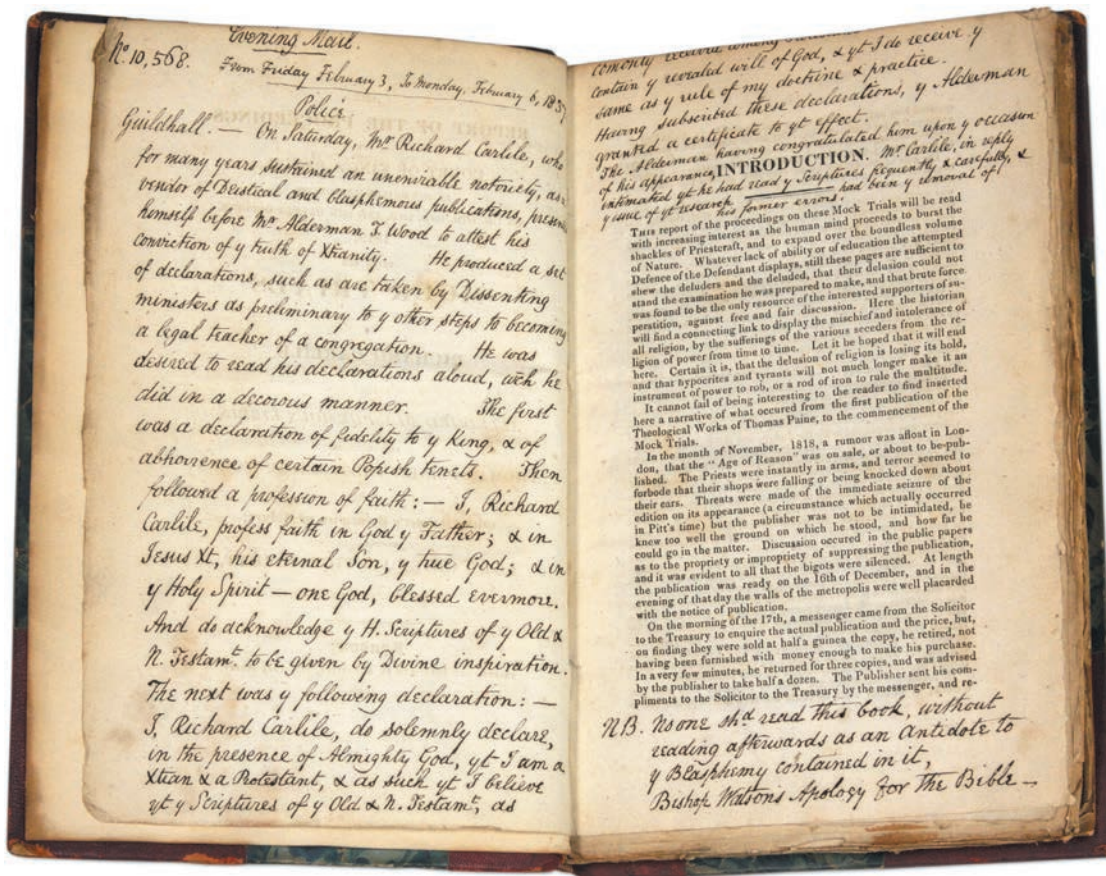 Evening Mail.
No. 10,568.
From Friday February 3, To Monday, February 6, 1837
Police
Guildhall. — On Saturday, Mr Richard Carlile, who
for many years sustained an unenviable notoriety, as a
vendor of Deistical and blasphemous publications, presen
himself before Mr Alderman T. Wood to attest his
conviction of y truth of Xtianity. He produced a set
of declarations, such as are taken by Dissenting
ministers as preliminary to y other steps to becoming
a legal teacher of a congregation. He was
desired to read his declarations aloud, wch he
did in a decorous manner. The first
was a declaration of fidelity to y King, & of
abhorrence of certain Popish tenets. Then
followed a profession of faith: — I, Richard
Carlile, profess faith in God y Father; & in
Jesus Xt, his eternal Son, y true God; & in
y Holy Spirit — one God, blessed evermore.
And do acknowledge y H. Scriptures of y Old &
N. Testamt. to be given by Divine inspiration.
The next was y following declaration: —
I, Richard Carlile, do solemnly declare,
in the presence of Almighty God, yt I am a
Xtian & a Protestant, & as such yt I believe
yt y Scriptures of y Old & N. Testamt, as
comonly received among
contain y revealed will of God, & yt I do receive y
same as y rule of my doctrine & practice.
Having subscribed these declarations, y Alderman
granted a certificate to yt effect.
The Alderman having congratulated him upon y occasion
of his appearance, Mr Carlile, in reply
intimated yt he had read y Scriptures frequently & carefully, &
y issue of yt research had been y removal of
his former errors.
INTRODUCTION.
THIS report of the proceedings on these Mock Trials will be read
with increasing interest as the human mind proceeds to burst the
shackles of Priestcraft, and to expand over the boundless volume
of Nature. Whatever lack of ability or of education the attempted
Defence of the Defendant displays, still these pages are sufficient to
shew the deluders and the deluded, that their delusion could not
stand the examination he was prepared to make, and that brute force
was found to be the only resource of the interested supporters of su-
perstition, against free and fair discussion. Here the historian
will find a connecting link to display the mischief and intolerance of
all religion, by the sufferings of the various seceders from the re-
ligion of power from time to time. Let it be hoped that it will end
here. Certain it is, that the delusion of religion is losing its hold,
and that hypocrites and tyrants will not much longer make it an
instrument of power to rob, or a rod of iron to rule the multitude.
It cannot fail of being interesting to the reader to find inserted
here a narrative of what occured from the first publication of the
Theological Works of Thomas Paine, to the commencement of the
Mock Trials.
In the month of November, 1818, a rumour was afloat in Lon-
don, that the "Age of Reason" was on sale, or about to be pub-
lished. The Priests were instantly in arms, and terror seemed to
forbode that their shops were falling or being knocked down about
their ears. Threats were made of the immediate seizure of the
edition on its appearance (a circumstance which actually occurred
in Pitt's time) but the publisher was not to be intimidated, he
knew too well the ground on which he stood, and how far he
could go in the matter. Discussion occured in the public papers
as to the propriety or impropriety of suppressing the publication,
and it was evident to all that the bigots were silenced. At length
the publication was ready on the 16th of December, and in the
evening of that day the walls of the metropolis were well placarded
with the notice of publication.
On the morning of the 17th, a messenger came from the Solicitor
to the Treasury to enquire the actual publication and the price, but,
on finding they were sold at half a guinea the copy, he retired, not
having been furnished with money enough to make his purchase.
In a very few minutes, he returned for three copies, and was advised
by the publisher to take half a dozen. The Publisher sent his com-
pliments to the Solicitor to the Treasury by the messenger, and re-
N.B. No one shd read this book, without
reading afterwards as an Antidote to
y Blasphemy contained in it,
Bishop Watsons Apology for the Bible —